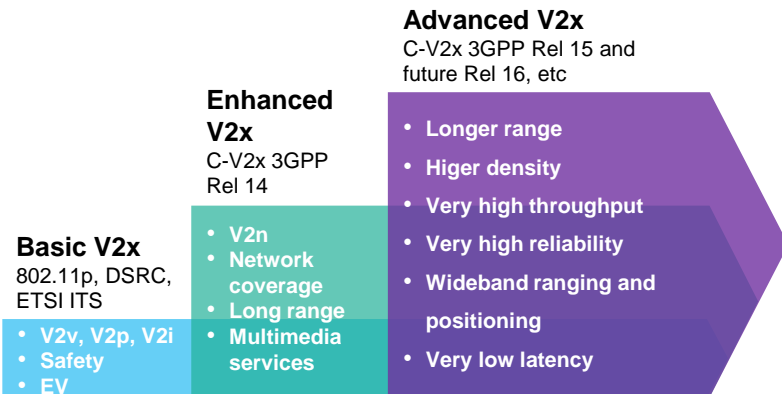 Advanced V2x
C-V2x 3GPP Rel 15 and
future Rel 16, etc
Enhanced
V2x
C-V2x 3GPP
Rel 14
Basic V2x
802.11p, DSRC,
ETSI ITS
• V2v, V2p, V2i
• Safety
• EV
• V2n
• Network
coverage
• Long range
• Multimedia
services
• Longer range
• Higer density
• Very high throughput
• Very high reliability
• Wideband ranging and
positioning
• Very low latency